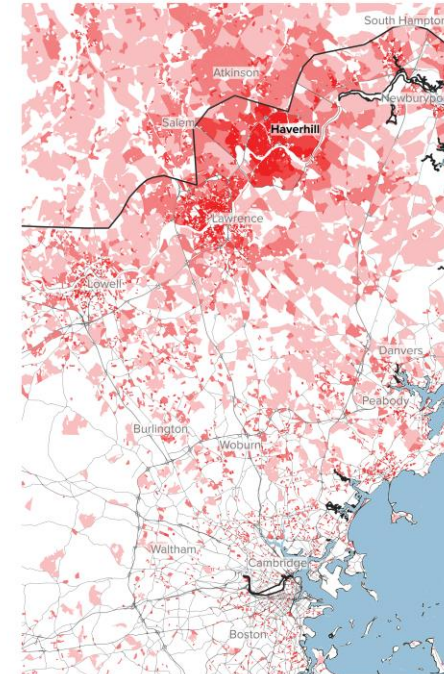 South Hampton
Atkinson
Newburypo
Salem
Haverhill
Lawrence
Lowell
Danvers
Peabody
Burlington
Woburn
Waltham
Cambridge
Boston